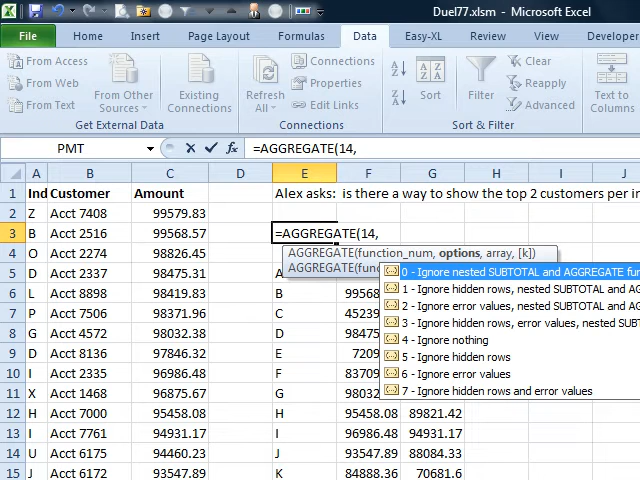 Duel77.xlsm - Microsoft Excel
File Home Insert Page Layout Formulas Data Easy-XL Review View Developer
From Access
From Web
From Text
From Other
Sources
Existing
Connections
Get External Data
Refresh
All
Connections
Properties
Edit Links
Connections
Sort
Filter
Clear
Reapply
Advanced
Sort & Filter
Text to
Columns
PMT =AGGREGATE(14,
A B C D E F G H I J
1 Ind Customer Amount Alex asks: is there a way to show the top 2 customers per in
2 Z Acct 7408 99579.83
3 B Acct 2516 99568.57 =AGGREGATE(14,
AGGREGATE(function_num, options, array, [k])
4 O Acct 2274 98826.45 AGGREGATE(func
0 - Ignore nested SUBTOTAL and AGGREGATE fun
5 D Acct 2337 98475.31 A
6 L Acct 8898 98419.83 B 99568 1 - Ignore hidden rows, nested SUBTOTAL and AG
7 P Acct 7506 98371.96 C 45239 2 - Ignore error values, nested SUBTOTAL and AG
8 G Acct 4572 98032.38 D 98475 3 - Ignore hidden rows, error values, nested SUBT
4 - Ignore nothing
9 D Acct 8136 97846.32 E 7209 5 - Ignore hidden rows
10 I Acct 2335 96986.48 F 83709 6 - Ignore error values
11 X Acct 1468 96875.67 G 98032 7 - Ignore hidden rows and error values
12 H Acct 7000 95458.08 H 95458.08 89821.42
13 I Acct 7761 94931.17 I 96986.48 94931.17
14 U Acct 6175 94460.23 J 93547.89 88084.33
15 J Acct 6172 93547.89 K 84888.36 70681.6